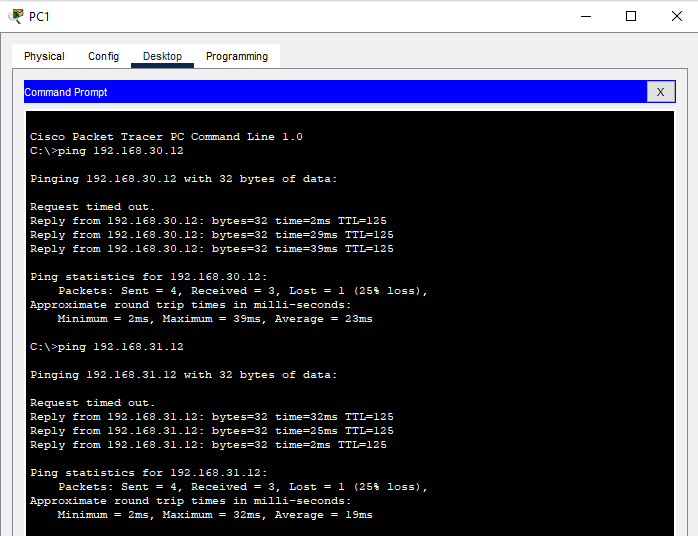 PC1
Physical Config Desktop Programming
Command Prompt X
Cisco Packet Tracer PC Command Line 1.0
C:\>ping 192.168.30.12
Pinging 192.168.30.12 with 32 bytes of data:
Request timed out.
Reply from 192.168.30.12: bytes=32 time=2ms TTL=125
Reply from 192.168.30.12: bytes=32 time=29ms TTL=125
Reply from 192.168.30.12: bytes=32 time=39ms TTL=125
Ping statistics for 192.168.30.12:
Packets: Sent = 4, Received = 3, Lost = 1 (25% loss),
Approximate round trip times in milli-seconds:
Minimum = 2ms, Maximum = 39ms, Average = 23ms
C:\>ping 192.168.31.12
Pinging 192.168.31.12 with 32 bytes of data:
Request timed out.
Reply from 192.168.31.12: bytes=32 time=32ms TTL=125
Reply from 192.168.31.12: bytes=32 time=25ms TTL=125
Reply from 192.168.31.12: bytes=32 time=2ms TTL=125
Ping statistics for 192.168.31.12:
Packets: Sent = 4, Received = 3, Lost = 1 (25% loss),
Approximate round trip times in milli-seconds:
Minimum = 2ms, Maximum = 32ms, Average = 19ms